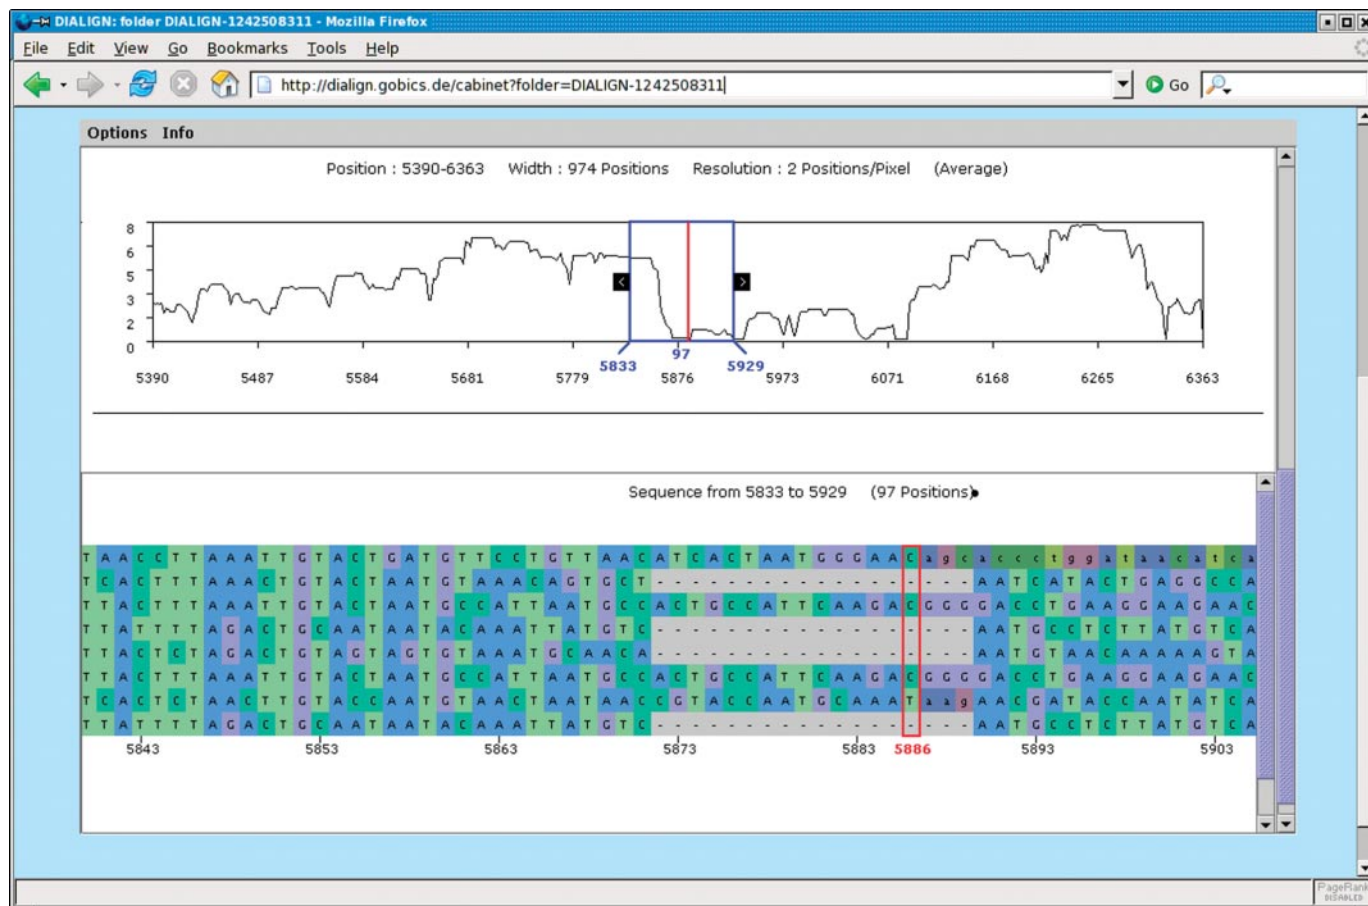 DIALIGN: folder DIALIGN-1242508311 - Mozilla Firefox
File Edit View Go Bookmarks Tools Help
http://dialign.gobics.de/cabinet?folder=DIALIGN-1242508311 Go
Options Info
Position : 5390-6363 Width : 974 Positions Resolution : 2 Positions/Pixel (Average)
8
6
5
3
2
0
5833 97 5929
5390 5487 5584 5681 5779 5876 5973 6071 6168 6265 6363
Sequence from 5833 to 5929 (97 Positions)
T A A C C T T A A A T T G T A C T G A T G T T C C T G T T A A C A T C A C T A A T G G G A A C a g c a c c c t g g a t a a c a t c a
T C A C T T T A A A C T G T A C T A A T G T A A A C A G T G C T - - - - - - - - - - - - - - - - - - A A T C A T A C T G A G G C C A
T T A C T T T A A A T T G T A C T A A T G C C A T T A A T G C C A C T G C C A T T C A A G A C G G G G A C C T G A A G G A A G A A C
T T A T T T T A G A C T G C A A T A A T A C A A A T T A T G T C - - - - - - - - - - - - - - - - - - A A T G C C T C T T A T G T C A
T T A C T C T A G A C T G T A G T A G T G T A A A T G C A A C A - - - - - - - - - - - - - - - - - - A A T G T A A C A A A A A G T A
T T A C T T T A A A T T G T A C T A A T G C C A T T A A T G C C A C T G C C A T T C A A G A C G G G G A C C T G A A G G A A G A A C
T C A C T C T A A C T T G T A C C A A T G T A A C T A A T A A C C G T A C C A A T G C A A A T a a g A A C G A T A C C A A T A T C A
T T A T T T T A G A C T G C A A T A A T A C A A A T T A T G T C - - - - - - - - - - - - - - - - - - A A T G C C T C T T A T G T C A
5843 5853 5863 5873 5883 5886 5893 5903
PageRank
DISABLED